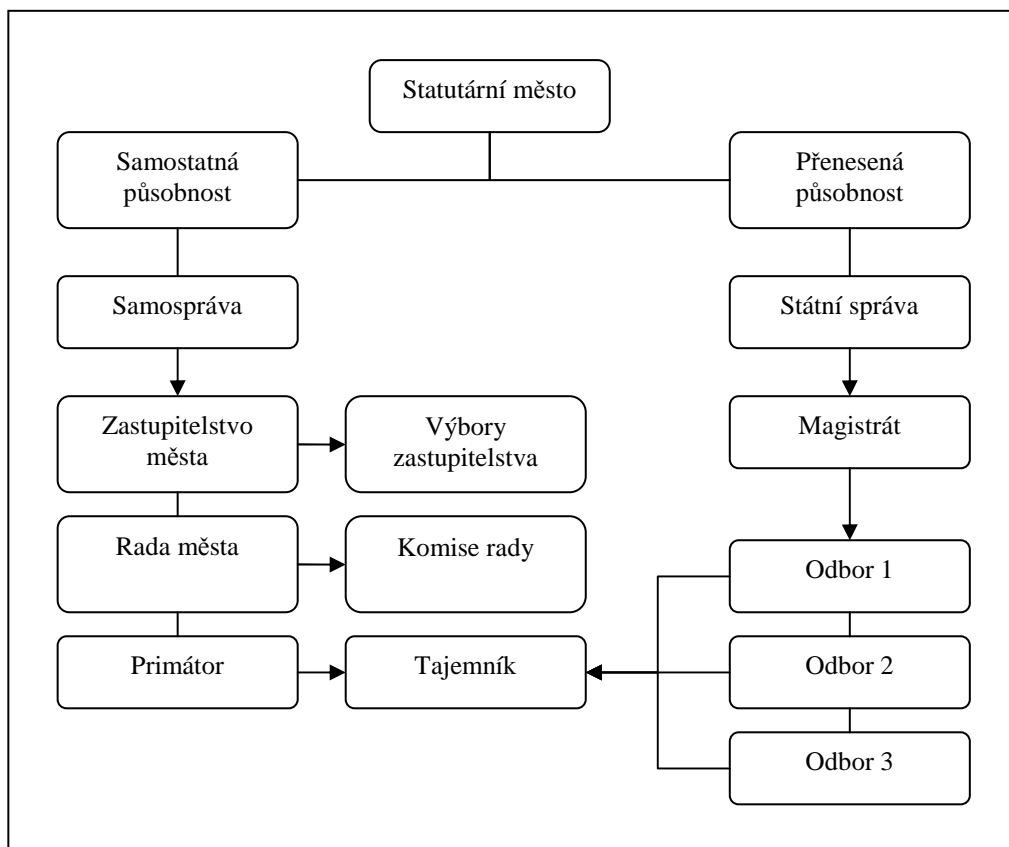 Statutární město
Samostatná
působnost
Přenesená
působnost
Samospráva
Státní správa
Zastupitelstvo
města
Výbory
zastupitelstva
Magistrát
Rada města
Komise rady
Odbor 1
Primátor
Tajemník
Odbor 2
Odbor 3